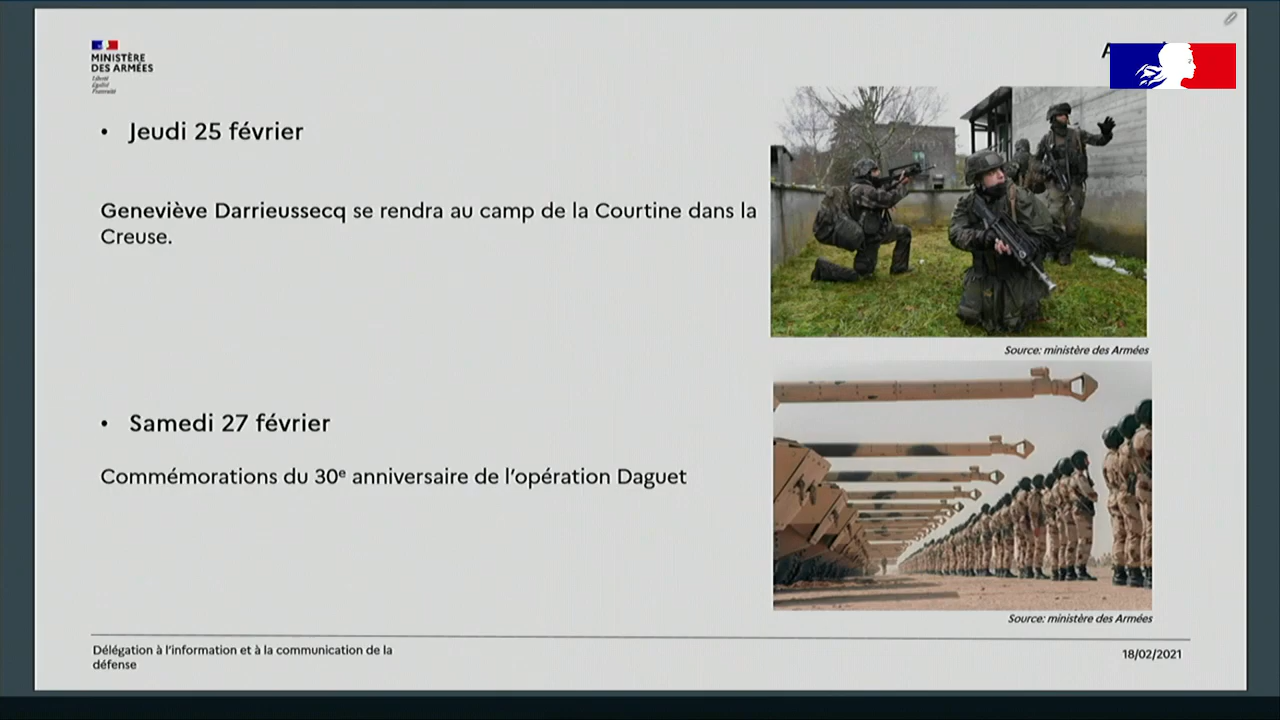 MINISTÈRE
DES ARMÉES
Liberté
Égalité
Fraternité
• Jeudi 25 février
Geneviève Darrieussecq se rendra au camp de la Courtine dans la
Creuse.
Source: ministère des Armées
• Samedi 27 février
Commémorations du 30ᵉ anniversaire de l'opération Daguet
Source: ministère des Armées
Délégation à l'information et à la communication de la
défense
18/02/2021